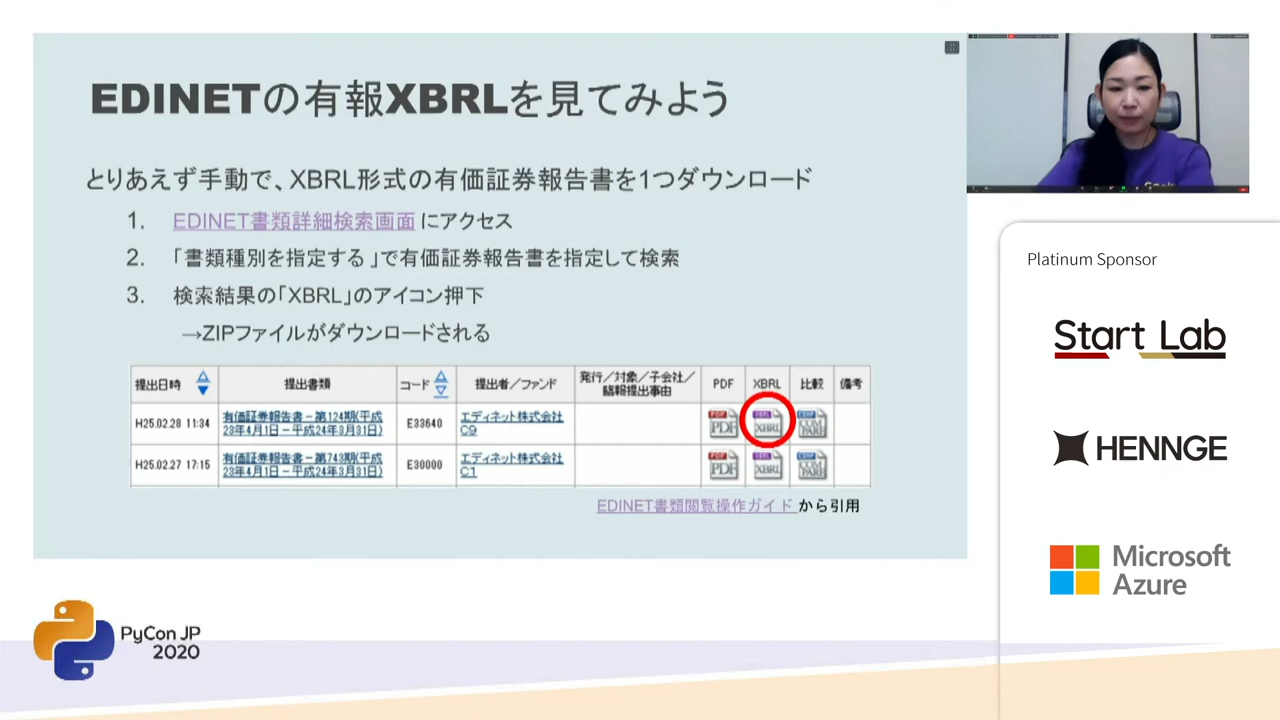 EDINETの有報XBRLを見てみよう
とりあえず手動で、XBRL形式の有価証券報告書を1つダウンロード
1. EDINET書類詳細検索画面 にアクセス
2. 「書類種別を指定する」で有価証券報告書を指定して検索
3. 検索結果の「XBRL」のアイコン押下
→ZIPファイルがダウンロードされる
提出日時 提出書類 コード 提出者/ファンド 発行/対象/子会社/臨報提出事由 PDF XBRL 比較 備考
H25.02.28 11:34 有価証券報告書-第124期(平成23年4月1日-平成24年3月31日) E33640 エディネット株式会社C9 PDF PDF XBRL XBRL COMP COMPARE
H25.02.27 17:15 有価証券報告書-第743期(平成23年4月1日-平成24年3月31日) E30000 エディネット株式会社C1 PDF PDF XBRL XBRL COMP COMPARE
EDINET書類閲覧操作ガイド から引用
Platinum Sponsor
Start Lab
HENNGE
Microsoft
Azure
PyCon JP
2020